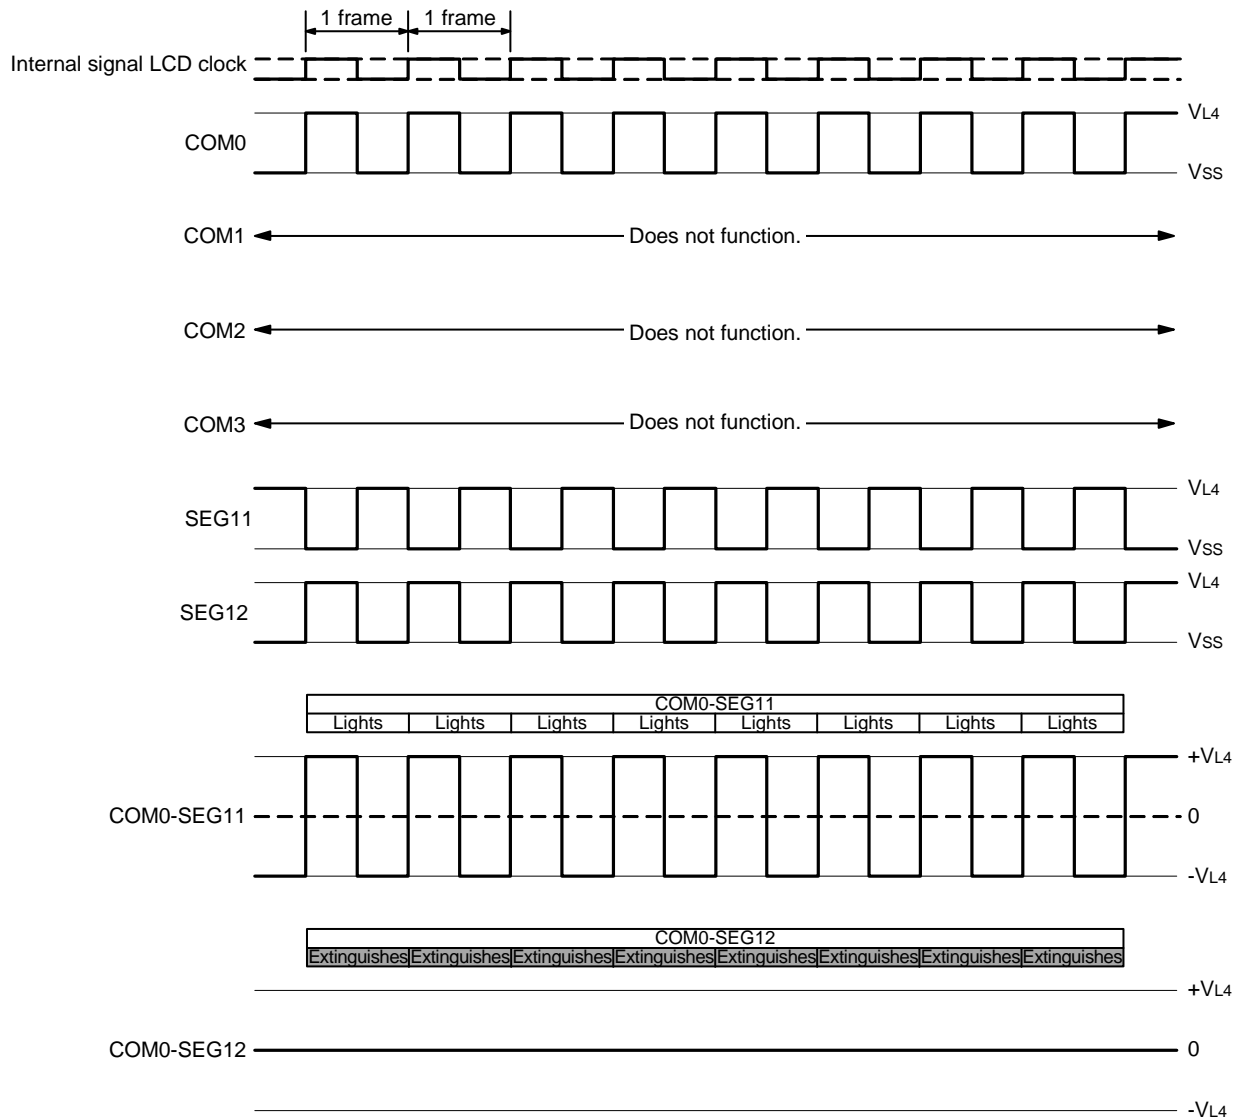 1 frame 1 frame
Internal signal LCD clock
VL4
COM0
VSS
COM1 Does not function.
COM2 Does not function.
COM3 Does not function.
VL4
SEG11
VSS
VL4
SEG12
VSS
COM0-SEG11
Lights Lights Lights Lights Lights Lights Lights Lights
+VL4
COM0-SEG11 0
-VL4
COM0-SEG12
Extinguishes Extinguishes Extinguishes Extinguishes Extinguishes Extinguishes Extinguishes Extinguishes
+VL4
COM0-SEG12 0
-VL4